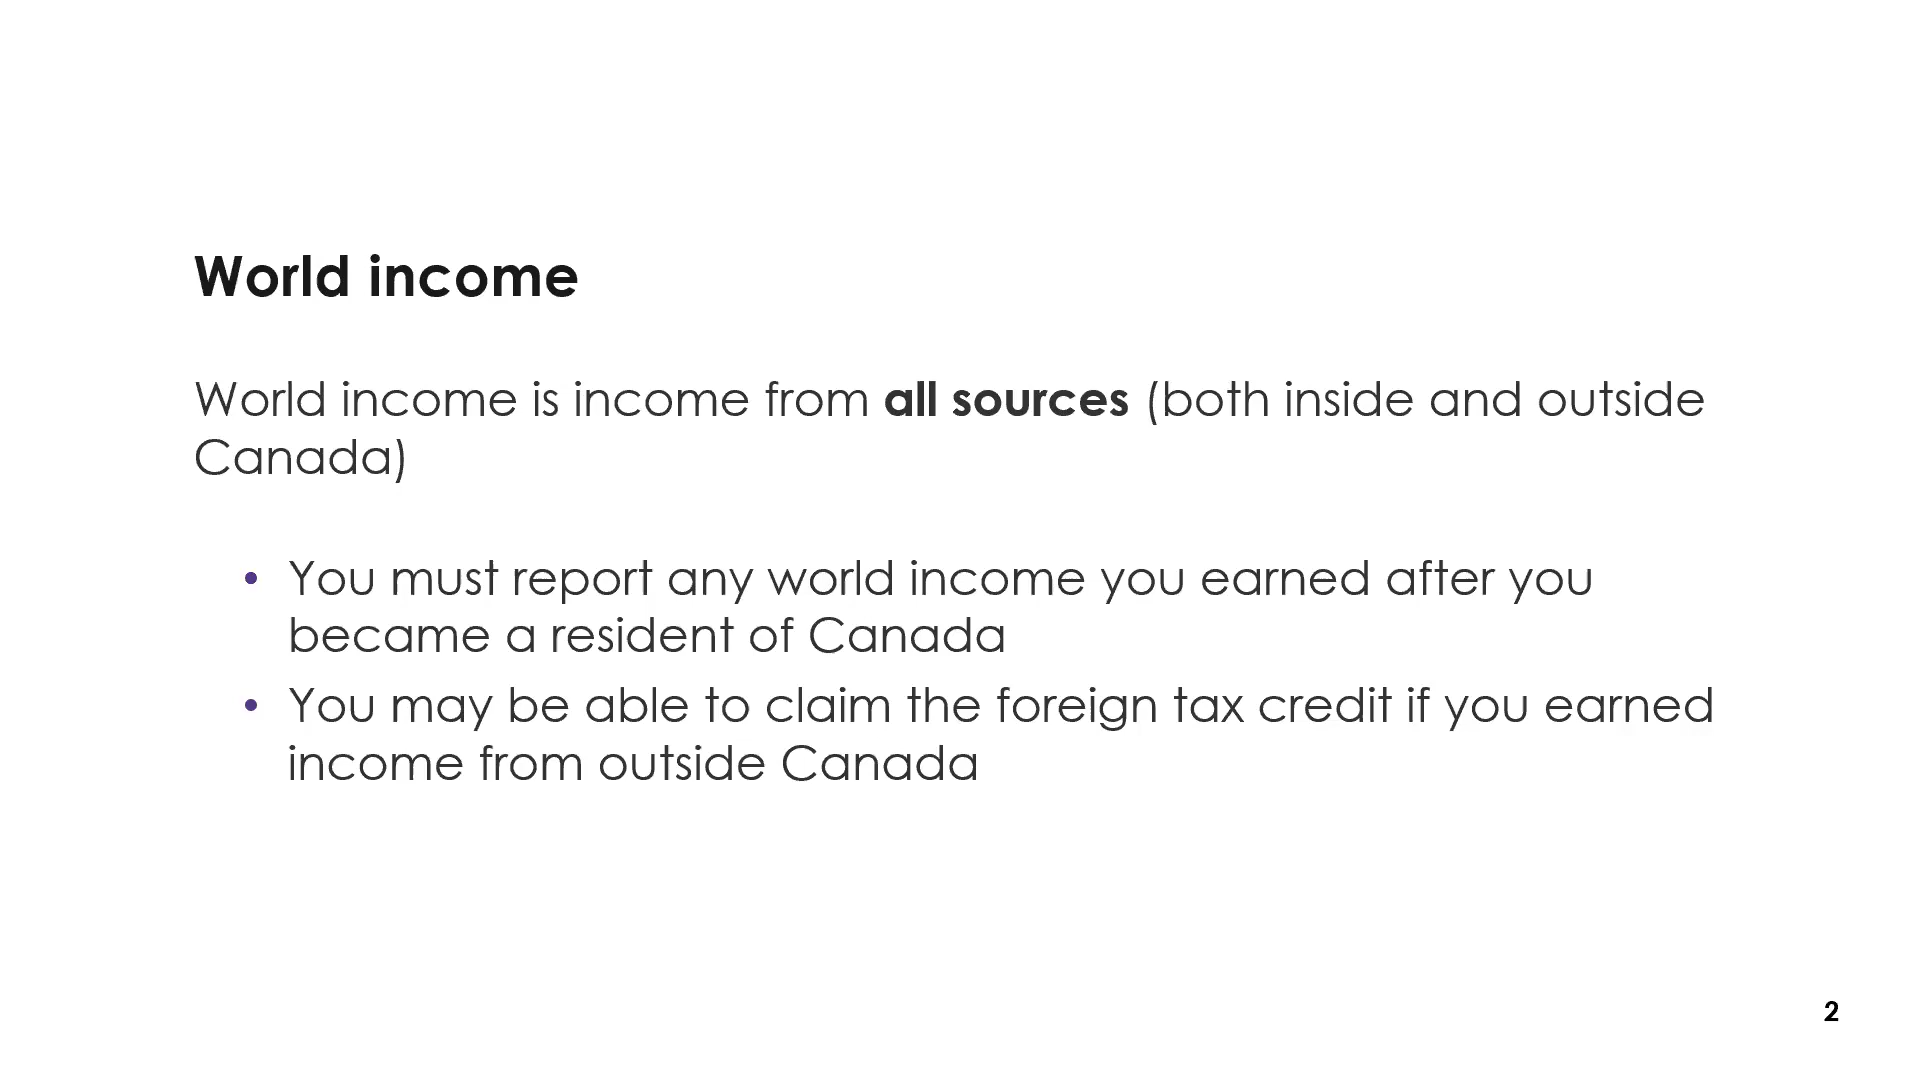 World income
World income is income from all sources (both inside and outside
Canada)
• You must report any world income you earned after you
became a resident of Canada
• You may be able to claim the foreign tax credit if you earned
income from outside Canada
2